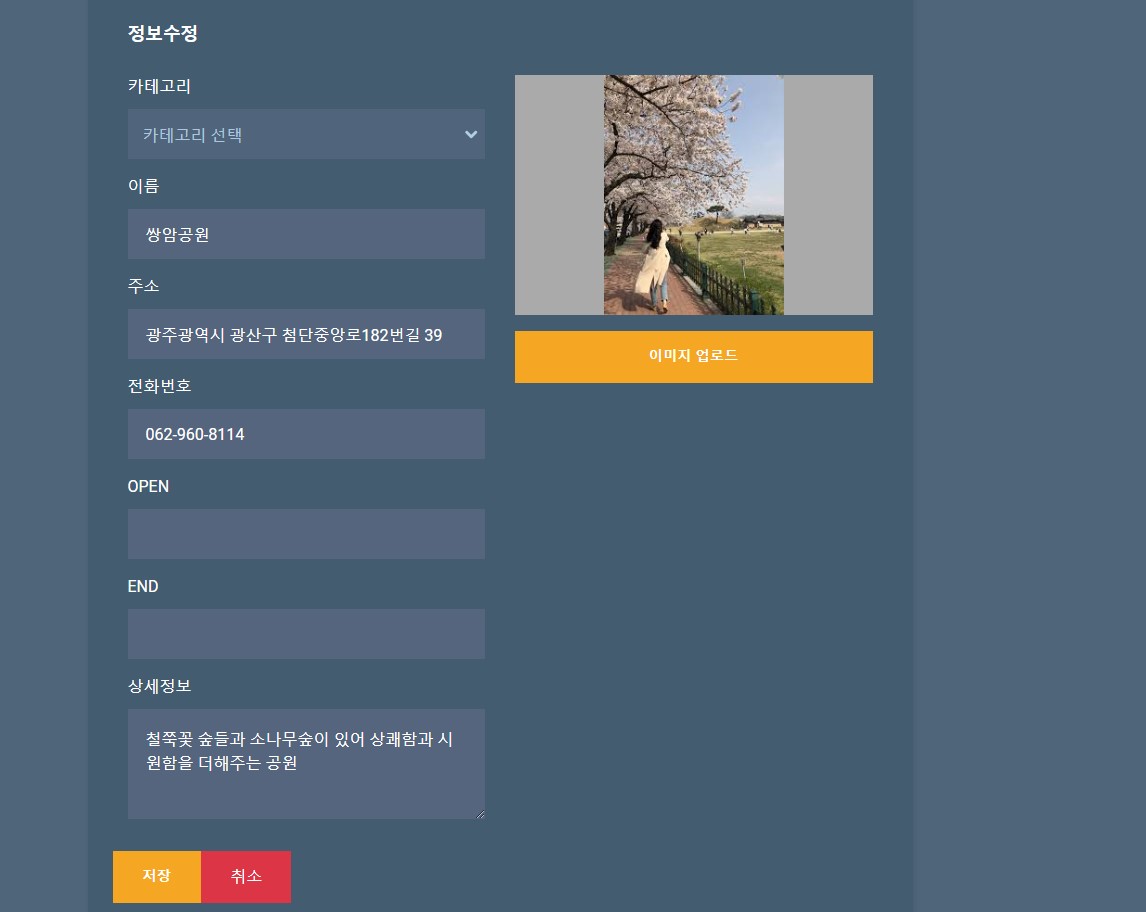 정보수정
카테고리
카테고리 선택
이름
쌍암공원
주소
광주광역시 광산구 첨단중앙로182번길 39
전화번호
062-960-8114
OPEN
END
상세정보
철쭉꽃 숲들과 소나무숲이 있어 상쾌함과 시
원함을 더해주는 공원
저장
취소
이미지 업로드